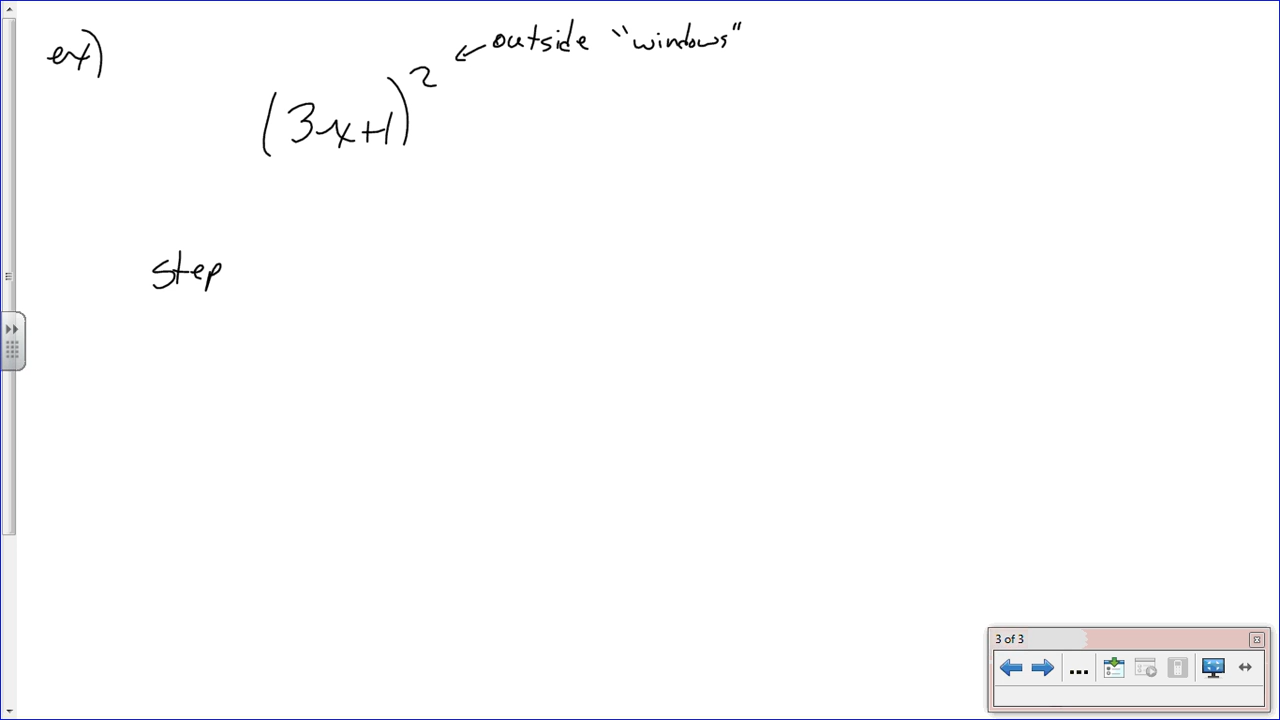 ex)
outside "windows"
(3x+1)²
step
3 of 3
...